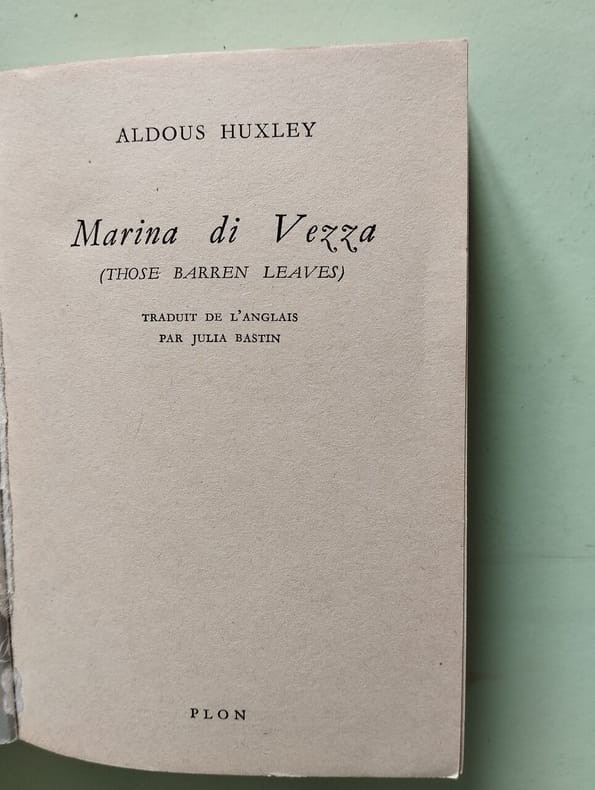 ALDOUS HUXLEY
Marina di Vezza
(THOSE BARREN LEAVES)
TRADUIT DE L'ANGLAIS
PAR JULIA BASTIN
PLON